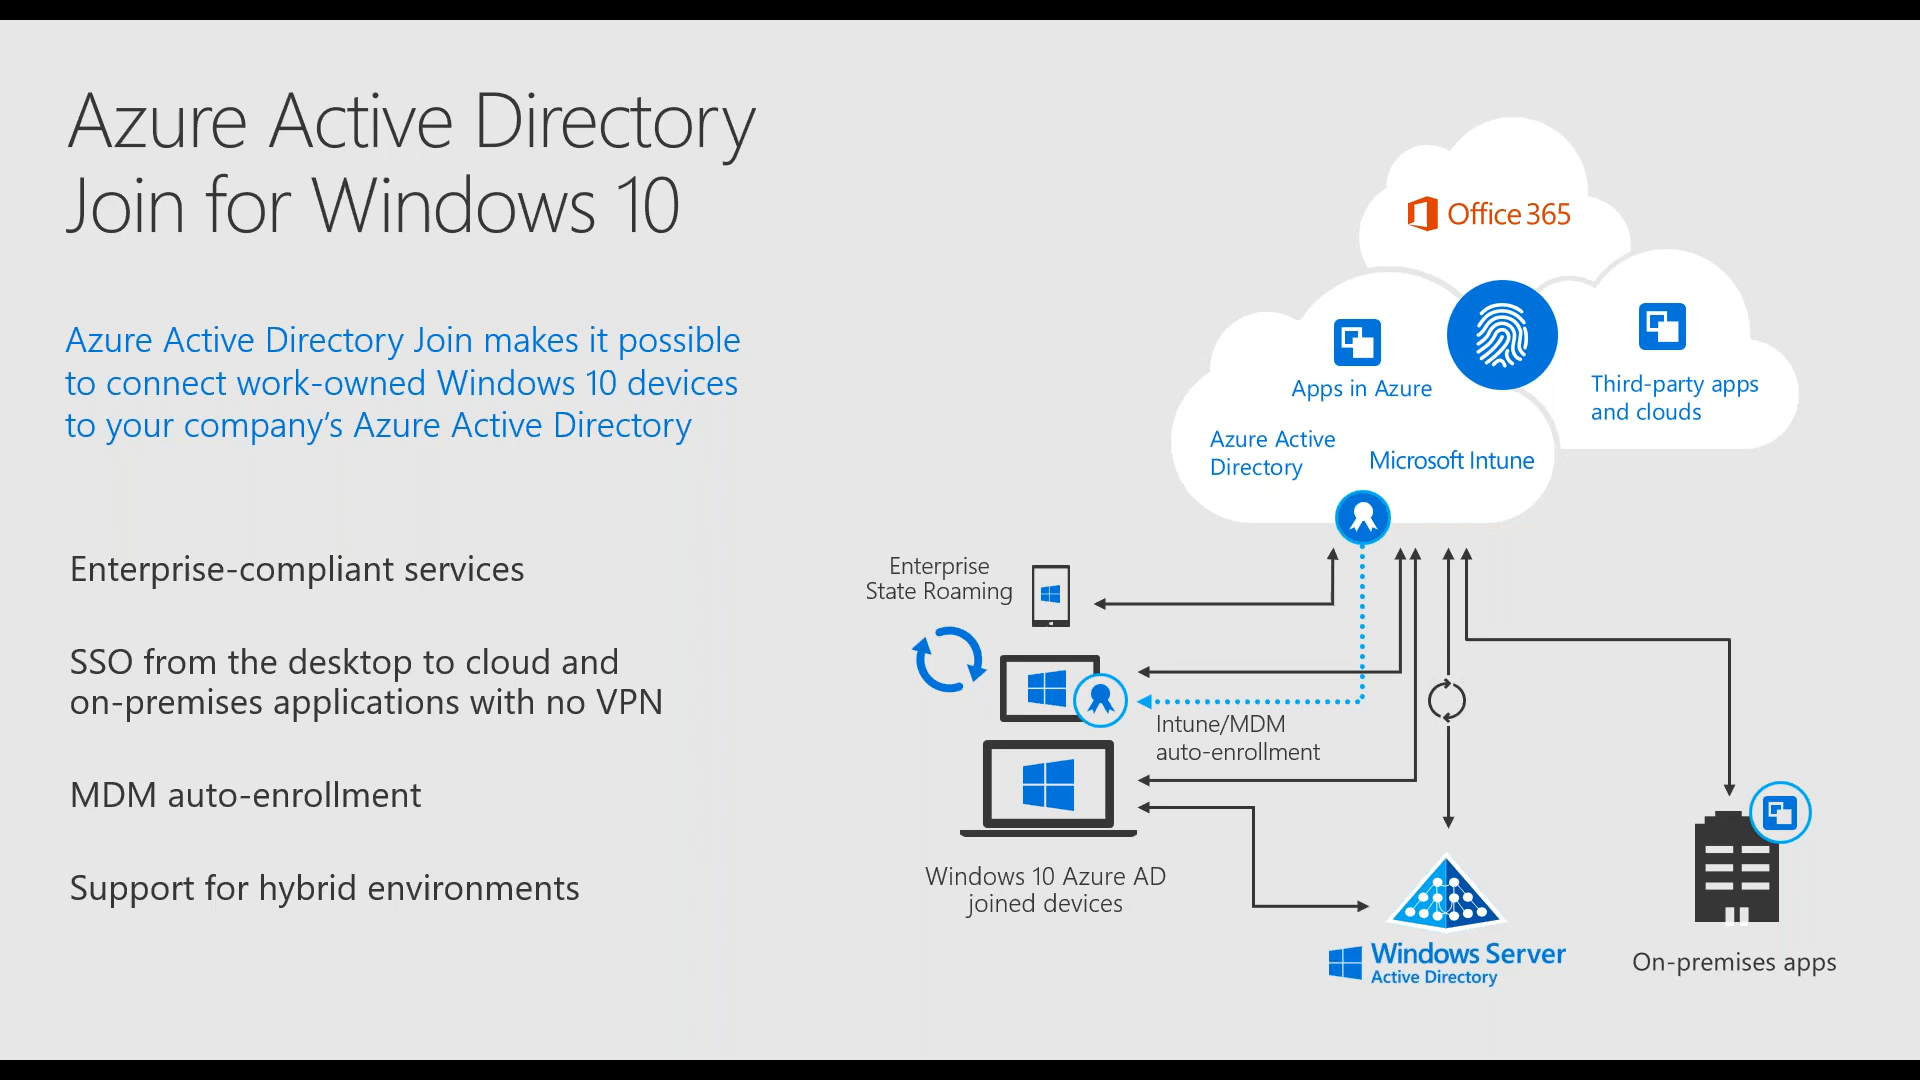 Azure Active Directory
Join for Windows 10
Azure Active Directory Join makes it possible
to connect work-owned Windows 10 devices
to your company's Azure Active Directory
Enterprise-compliant services
SSO from the desktop to cloud and
on-premises applications with no VPN
MDM auto-enrollment
Support for hybrid environments
Office 365
Apps in Azure
Third-party apps
and clouds
Azure Active
Directory
Microsoft Intune
Enterprise
State Roaming
Intune/MDM
auto-enrollment
Windows 10 Azure AD
joined devices
Windows Server
Active Directory
On-premises apps